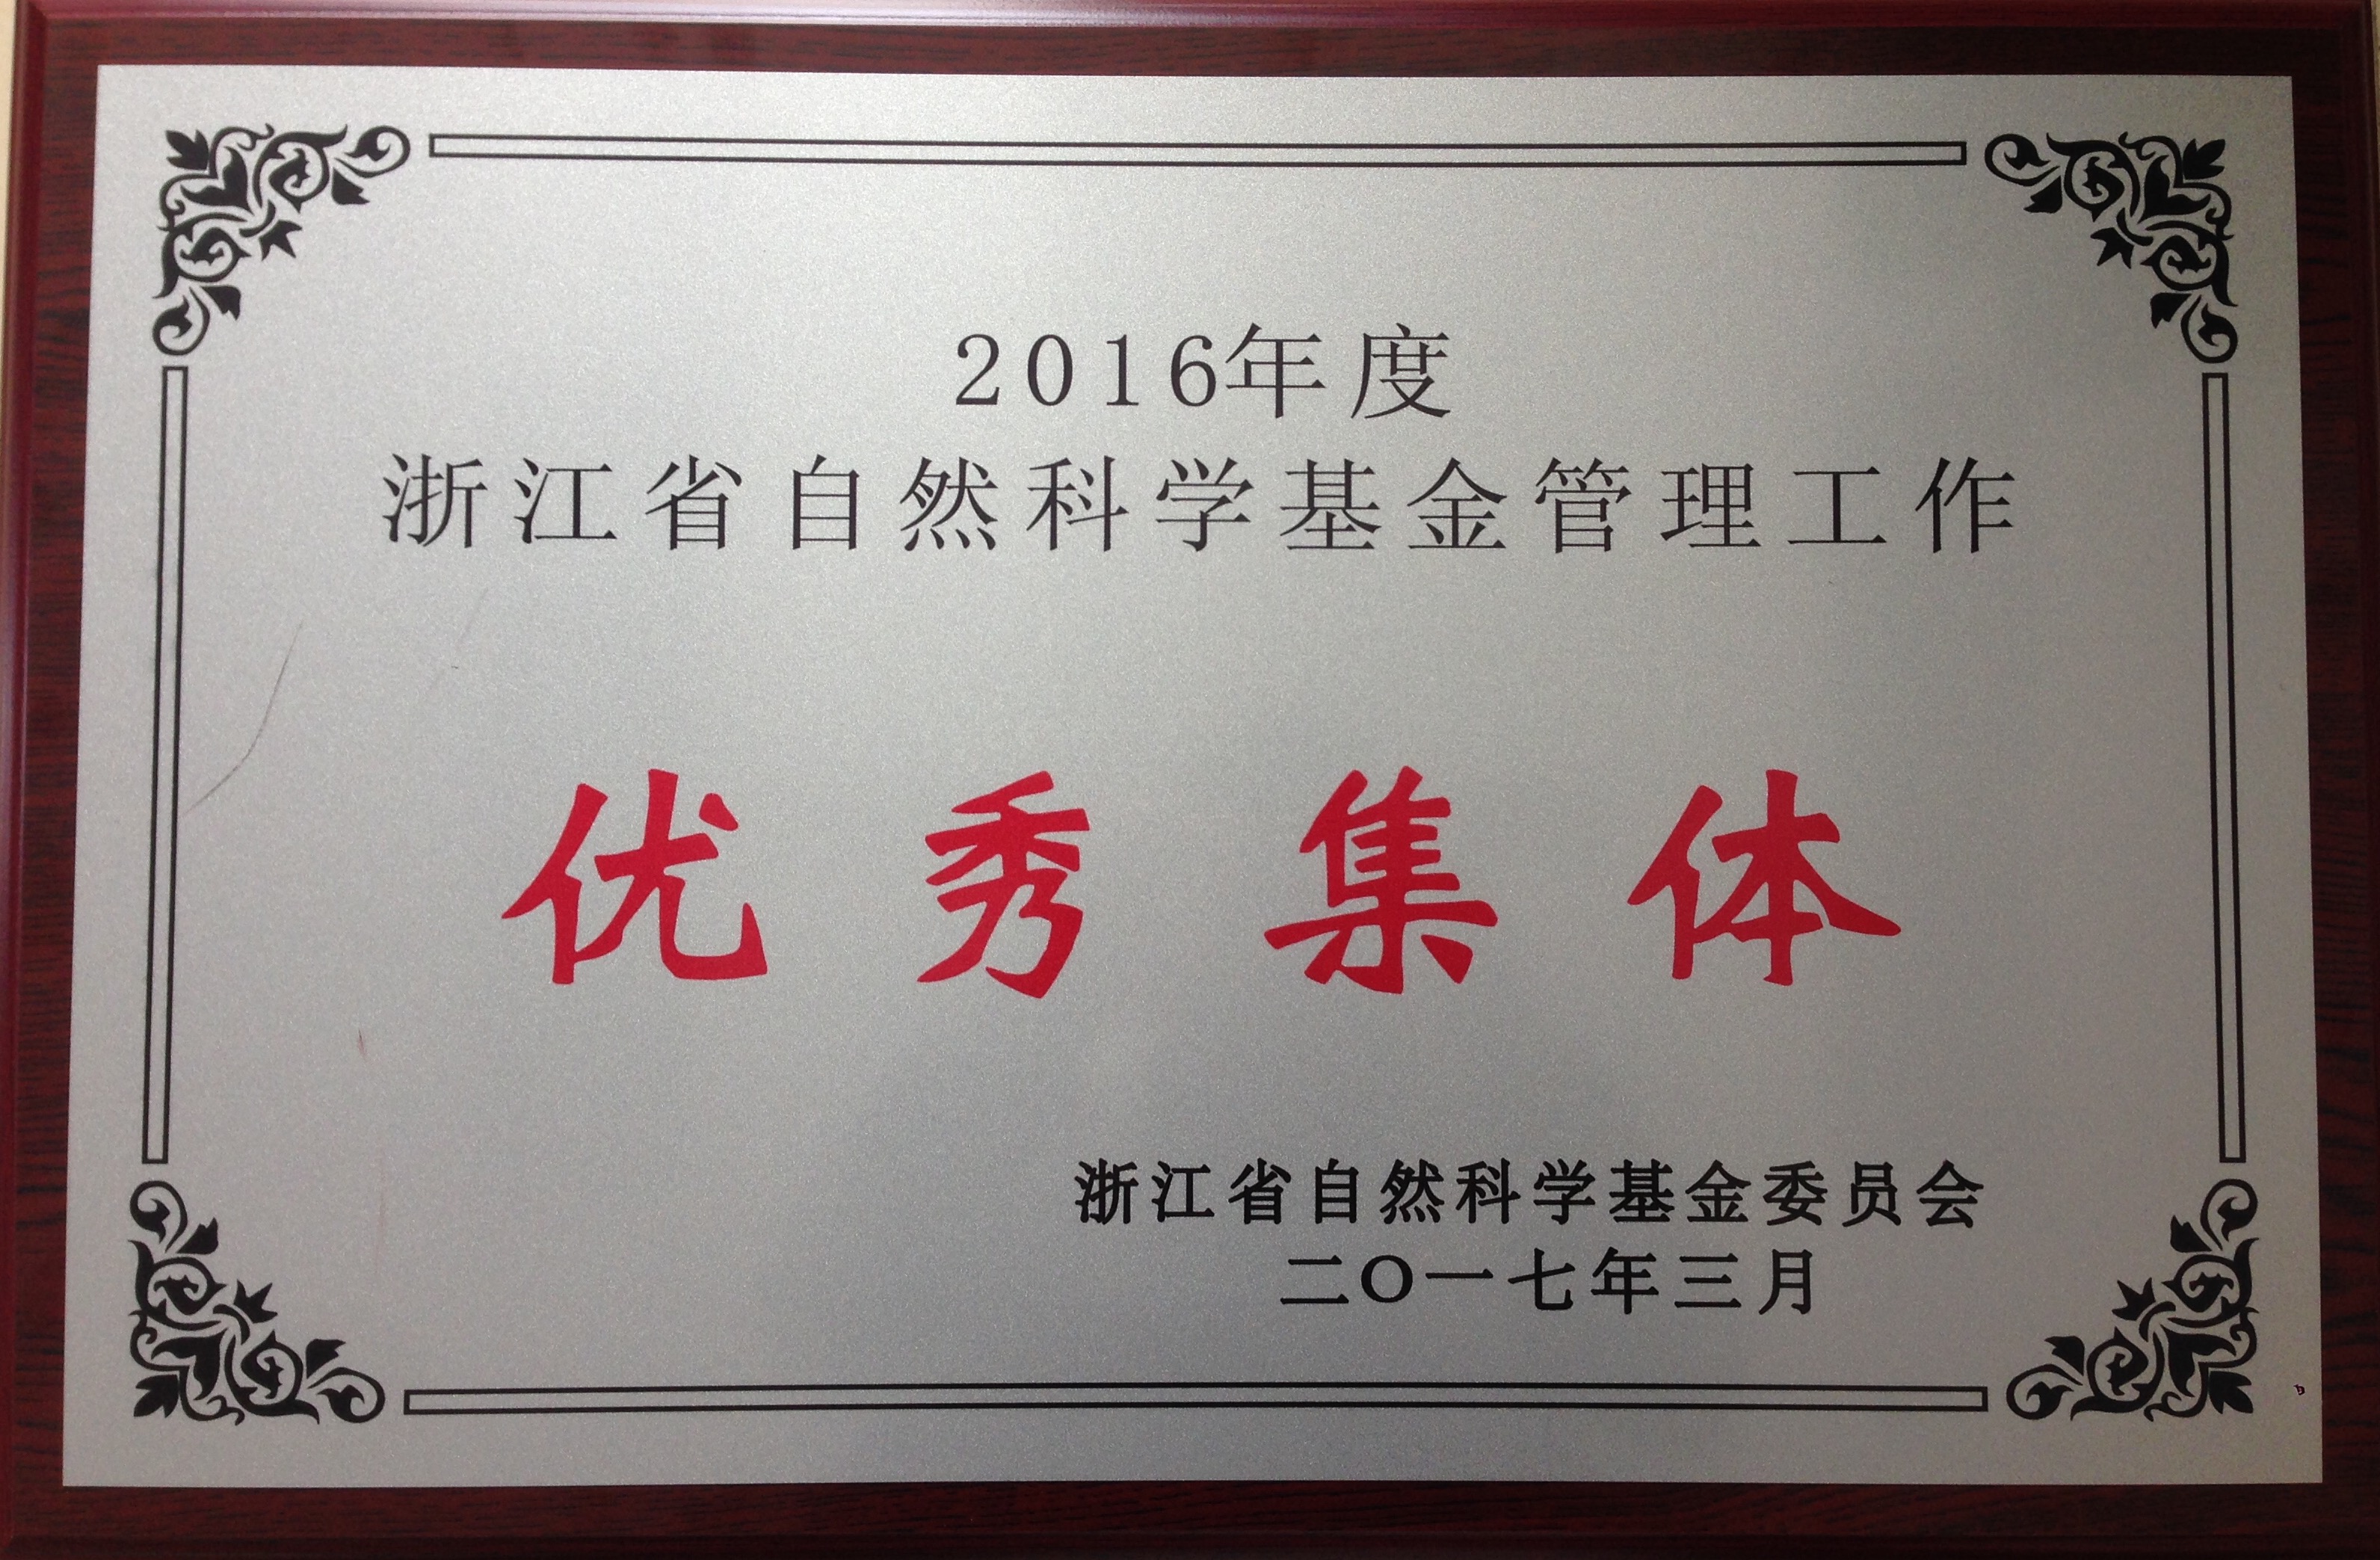 2016年度
浙江省自然科学基金管理工作
优秀集体
浙江省自然科学基金委员会
二〇一七年三月